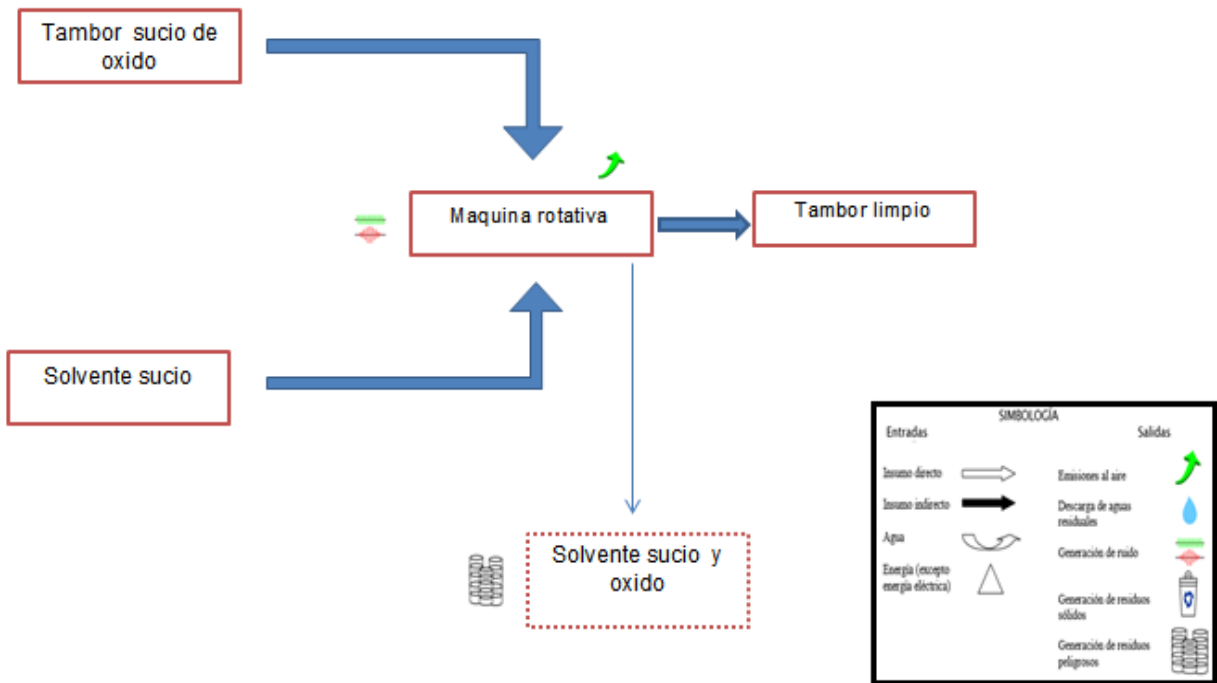 Tambor sucio de
oxido
Maquina rotativa
Tambor limpio
Solvente sucio
Solvente sucio y
oxido
SIMBOLOGÍA
Entradas
Salidas
Insumo directo
Emisiones al aire
Insumo indirecto
Descarga de aguas
residuales
Agua
Generación de ruido
Energía (excepto
energía eléctrica)
Generación de residuos
sólidos
Generación de residuos
peligrosos